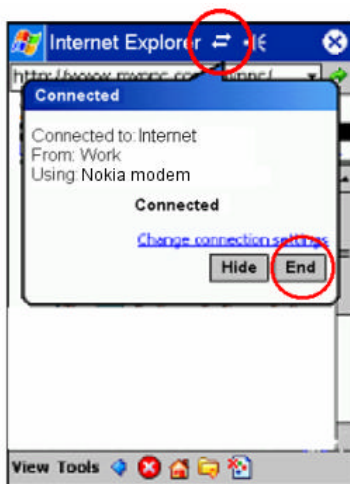 Internet Explorer
Connected
Connected to: Internet
From: Work
Using: Nokia modem
Connected
Change connection settings
Hide End
View Tools